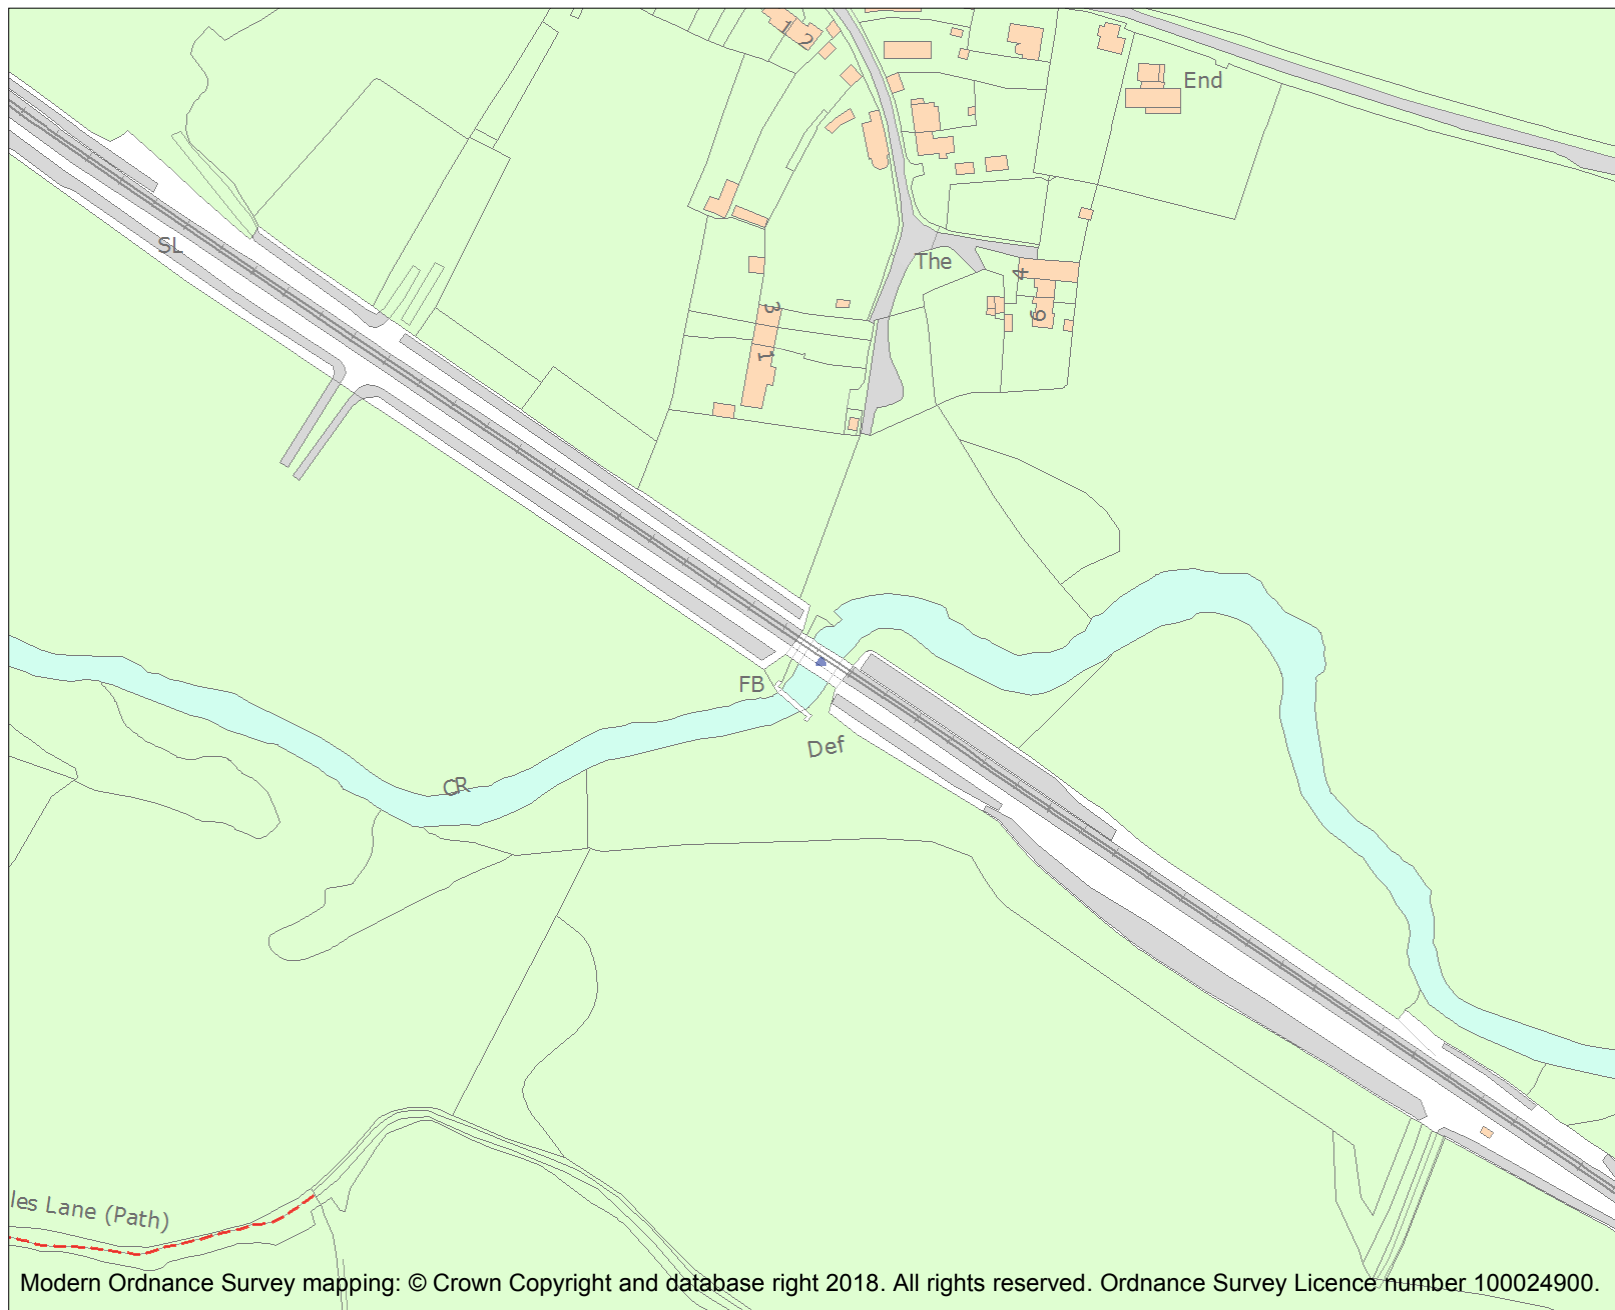 1
2
End
SL
The
4
3
6
1
FB
Def
CR
les Lane (Path)
Modern Ordnance Survey mapping: © Crown Copyright and database right 2018. All rights reserved. Ordnance Survey Licence number 100024900.